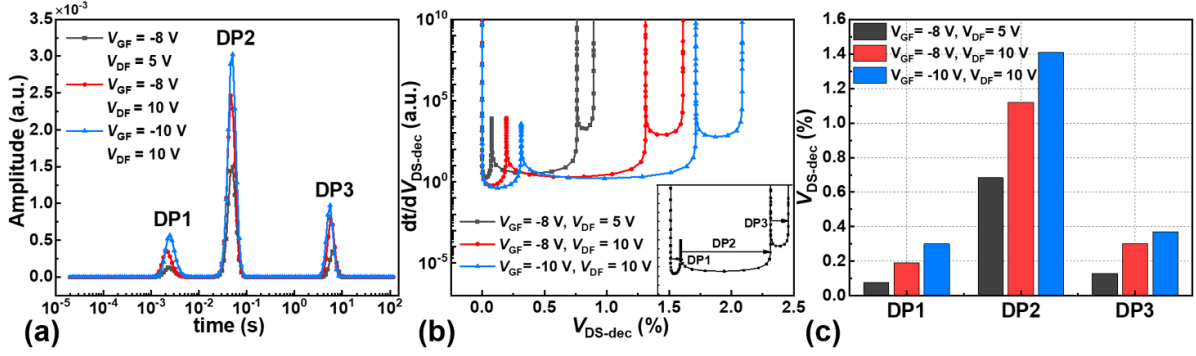 3.5×10⁻³
3.0
2.5
2.0
1.5
1.0
0.5
0.0
Amplitude (a.u.)
V_GF = -8 V
V_DF = 5 V
V_GF = -8 V
V_DF = 10 V
V_GF = -10 V
V_DF = 10 V
DP1
DP2
DP3
10⁻⁵ 10⁻⁴ 10⁻³ 10⁻² 10⁻¹ 10⁰ 10¹ 10²
time (s)
(a)
10¹⁰
10⁵
10⁰
10⁻⁵
dt/dV_DS-dec (a.u.)
V_GF = -8 V, V_DF = 5 V
V_GF = -8 V, V_DF = 10 V
V_GF = -10 V, V_DF = 10 V
DP3
DP2
DP1
0.0 0.5 1.0 1.5 2.0 2.5
V_DS-dec (%)
(b)
1.6
1.4
1.2
1.0
0.8
0.6
0.4
0.2
0.0
V_DS-dec (%)
V_GF= -8 V, V_DF= 5 V
V_GF= -8 V, V_DF= 10 V
V_GF= -10 V, V_DF= 10 V
DP1 DP2 DP3
(c)